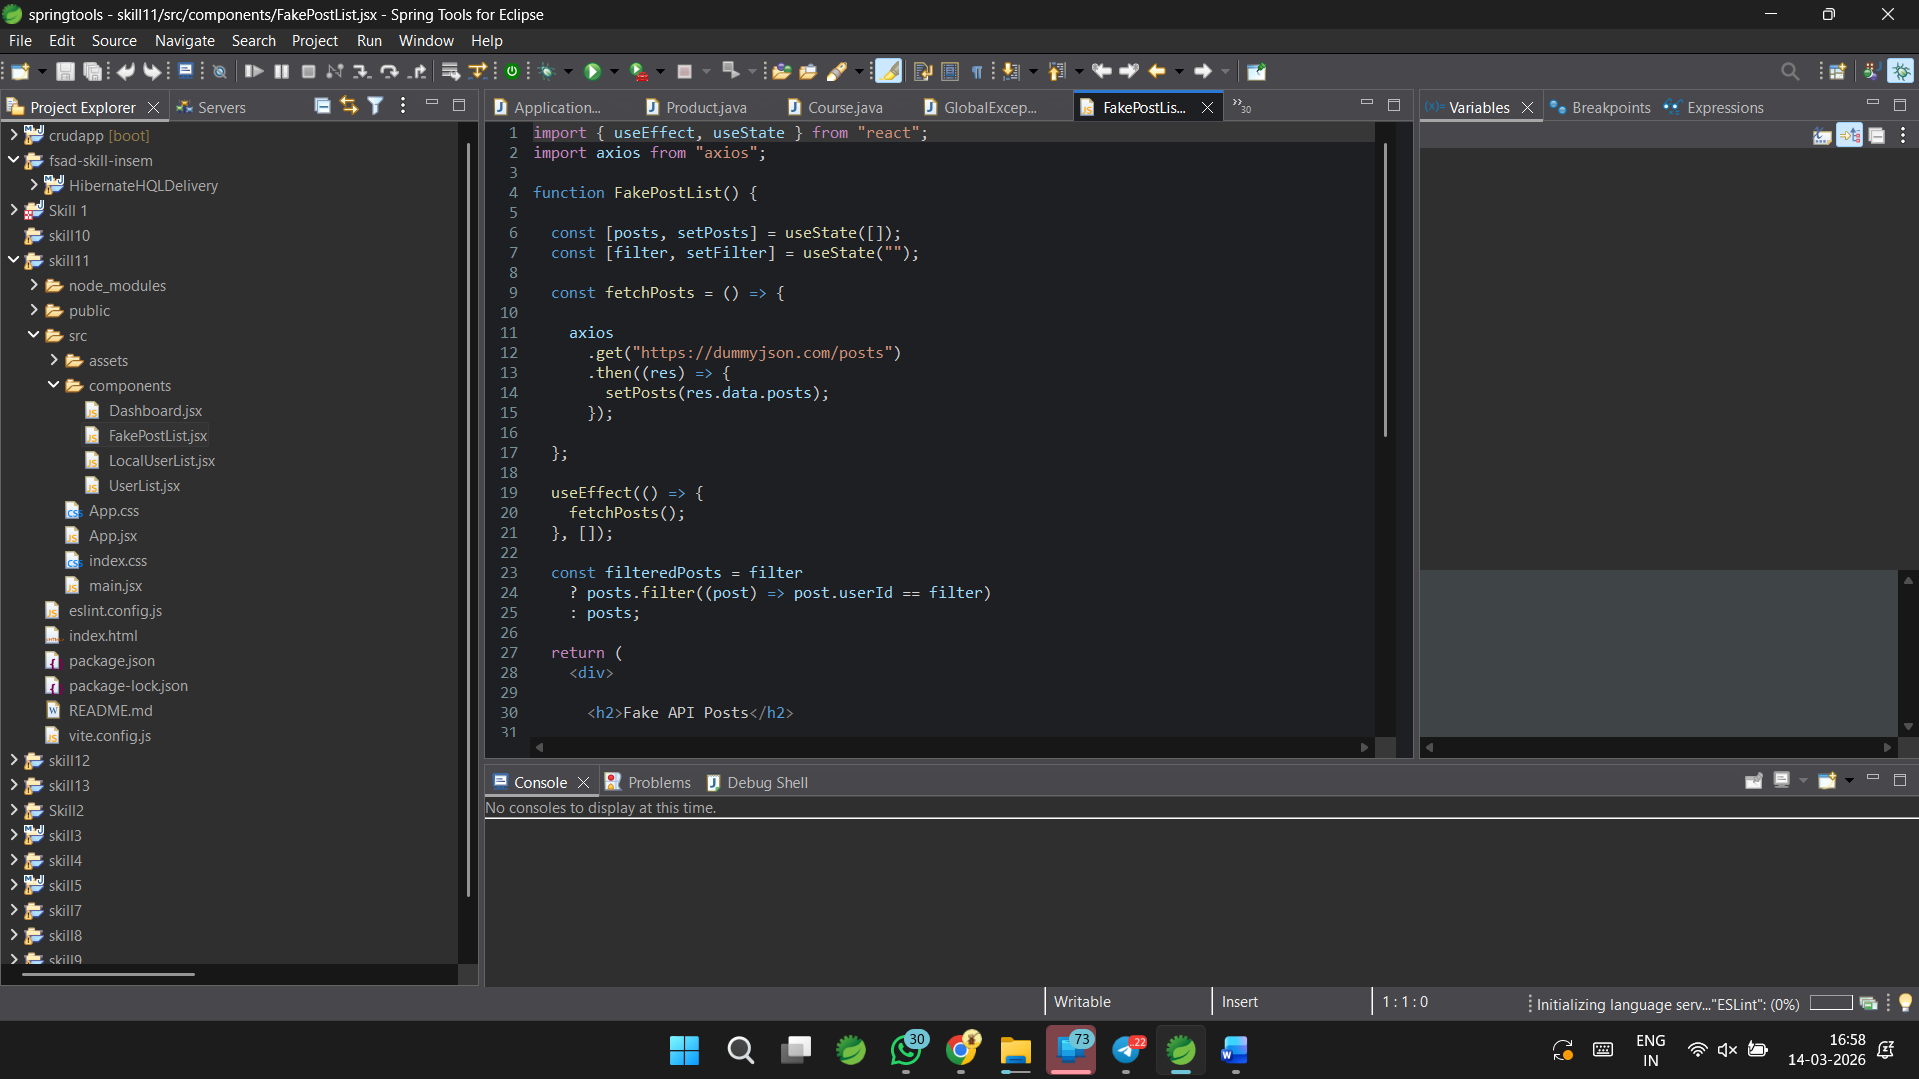 springtools - skill11/src/components/FakePostList.jsx - Spring Tools for Eclipse
File Edit Source Navigate Search Project Run Window Help
Project Explorer
Servers
crudapp [boot]
fsad-skill-insem
HibernateHQLDelivery
Skill 1
skill10
skill11
node_modules
public
src
assets
components
Dashboard.jsx
FakePostList.jsx
LocalUserList.jsx
UserList.jsx
App.css
App.jsx
index.css
main.jsx
eslint.config.js
index.html
package.json
package-lock.json
README.md
vite.config.js
skill12
skill13
Skill2
skill3
skill4
skill5
skill7
skill8
skill9
Application... Product.java Course.java GlobalExcep... FakePostLis... 30
1 import { useEffect, useState } from "react";
2 import axios from "axios";
3
4 function FakePostList() {
5
6 const [posts, setPosts] = useState([]);
7 const [filter, setFilter] = useState("");
8
9 const fetchPosts = () => {
10
11 axios
12 .get("https://dummyjson.com/posts")
13 .then((res) => {
14 setPosts(res.data.posts);
15 });
16
17 };
18
19 useEffect(() => {
20 fetchPosts();
21 }, []);
22
23 const filteredPosts = filter
24 ? posts.filter((post) => post.userId == filter)
25 : posts;
26
27 return (
28 <div>
29
30 <h2>Fake API Posts</h2>
31
Variables Breakpoints Expressions
Console Problems Debug Shell
No consoles to display at this time.
Writable Insert 1 : 1 : 0 Initializing language serv..."ESLint": (0%)
30 73 22
ENG
IN
16:58
14-03-2026